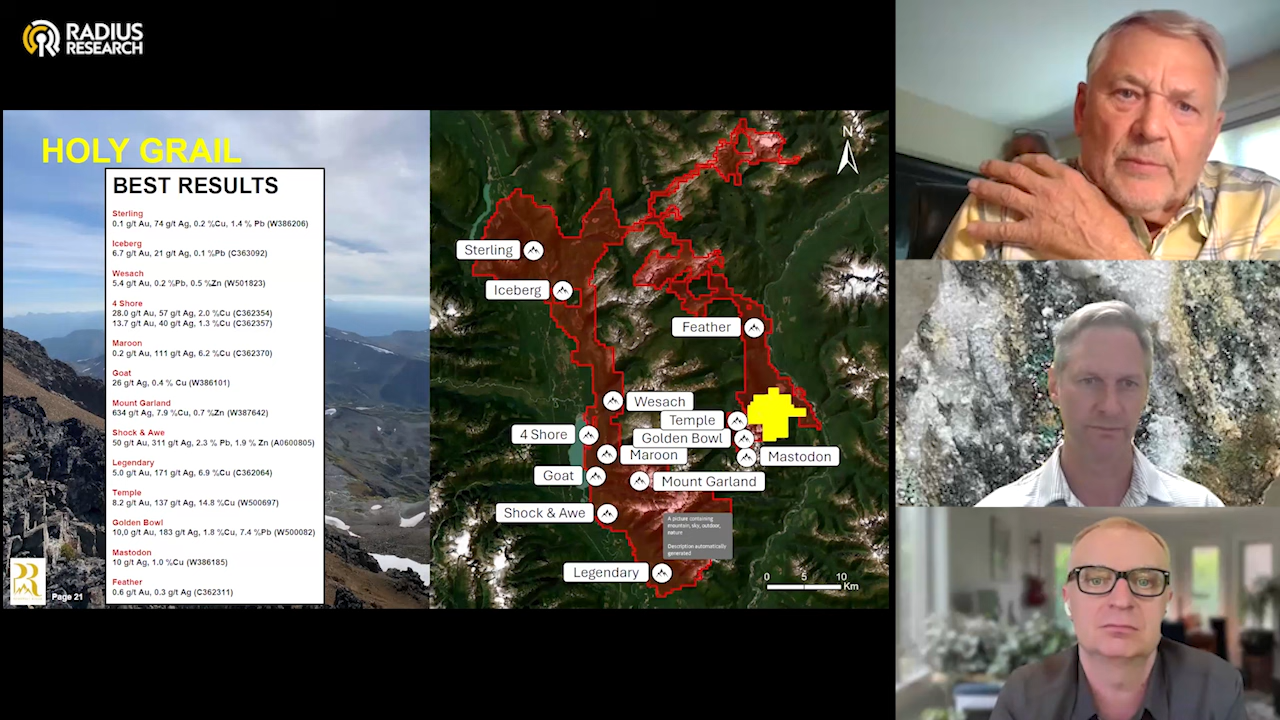 RADIUS
RESEARCH
HOLY GRAIL
BEST RESULTS
Sterling
0.1 g/t Au, 74 g/t Ag, 0.2 %Cu, 1.4 % Pb (W386206)
Iceberg
6.7 g/t Au, 21 g/t Ag, 0.1 %Pb (C363092)
Wesach
5.4 g/t Au, 0.2 %Pb, 0.5 %Zn (W501823)
4 Shore
28.0 g/t Au, 57 g/t Ag, 2.0 %Cu (C362354)
13.7 g/t Au, 40 g/t Ag, 1.3 %Cu (C362357)
Maroon
0.2 g/t Au, 111 g/t Ag, 6.2 %Cu (C362370)
Goat
26 g/t Ag, 0.4 % Cu (W386101)
Mount Garland
634 g/t Ag, 7.9 %Cu, 0.7 %Zn (W387642)
Shock & Awe
50 g/t Au, 311 g/t Ag, 2.3 % Pb, 1.9 % Zn (A0600805)
Legendary
5.0 g/t Au, 171 g/t Ag, 6.9 %Cu (C362064)
Temple
8.2 g/t Au, 137 g/t Ag, 14.8 %Cu (W500697)
Golden Bowl
10,0 g/t Au, 183 g/t Ag, 1.8 %Cu, 7.4 %Pb (W500082)
Mastodon
10 g/t Ag, 1.0 %Cu (W386185)
Feather
0.6 g/t Au, 0.3 g/t Ag (C362311)
Page 21
N
Sterling
Iceberg
Feather
Wesach
Temple
4 Shore
Golden Bowl
Maroon
Mastodon
Goat
Mount Garland
Shock & Awe
A picture containing
mountain, sky, outdoor,
nature
Description automatically
generated
Legendary
0 5 10
Km